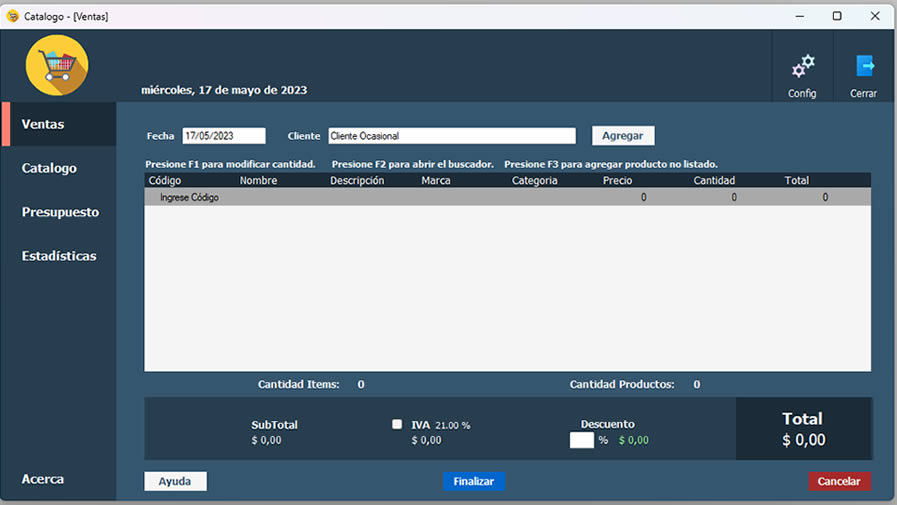 Catalogo - [Ventas]
Config
Cerrar
miércoles, 17 de mayo de 2023
Ventas
Catalogo
Presupuesto
Estadísticas
Acerca
Fecha 17/05/2023 Cliente Cliente Ocasional Agregar
Presione F1 para modificar cantidad. Presione F2 para abrir el buscador. Presione F3 para agregar producto no listado.
Código Nombre Descripción Marca Categoria Precio Cantidad Total
Ingrese Código 0 0 0
Cantidad Items: 0 Cantidad Productos: 0
SubTotal
$ 0,00
IVA 21.00 %
$ 0,00
Descuento
% $ 0,00
Total
$ 0,00
Ayuda Finalizar Cancelar